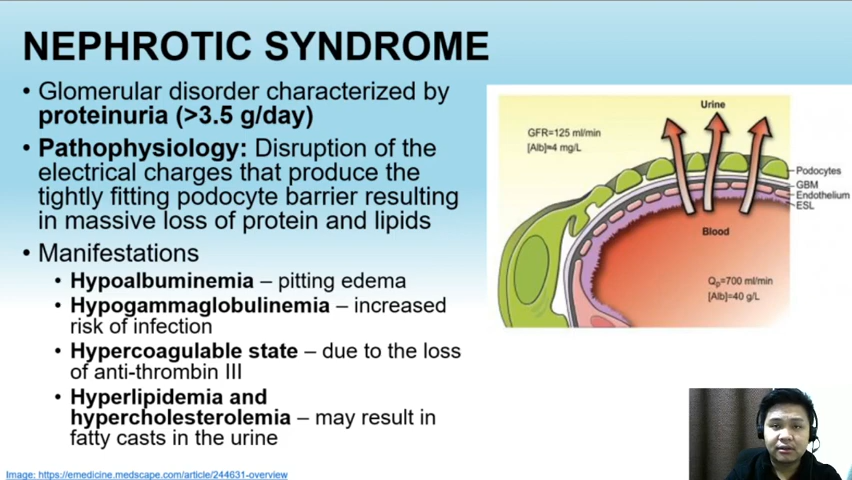 NEPHROTIC SYNDROME
• Glomerular disorder characterized by
proteinuria (>3.5 g/day)
• Pathophysiology: Disruption of the
electrical charges that produce the
tightly fitting podocyte barrier resulting
in massive loss of protein and lipids
• Manifestations
• Hypoalbuminemia – pitting edema
• Hypogammaglobulinemia – increased
risk of infection
• Hypercoagulable state – due to the loss
of anti-thrombin III
• Hyperlipidemia and
hypercholesterolemia – may result in
fatty casts in the urine
Urine
GFR=125 ml/min
[Alb]≈4 mg/L
Podocytes
GBM
Endothelium
ESL
Blood
Qp=700 ml/min
[Alb]=40 g/L
Image: https://emedicine.medscape.com/article/244631-overview